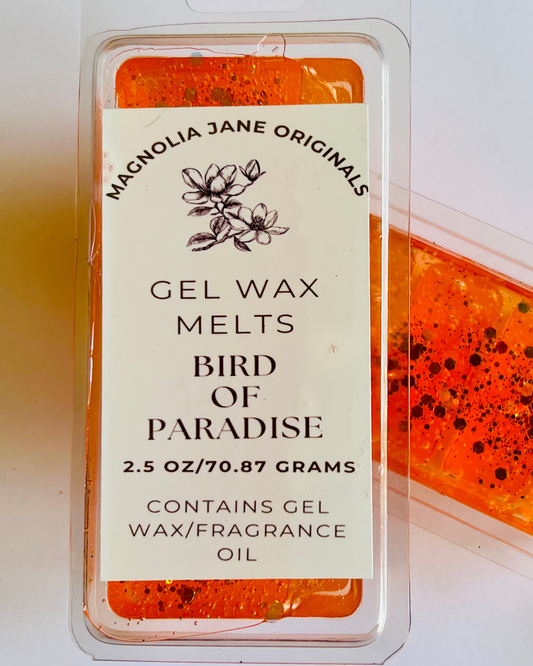 MAGNOLIA JANE ORIGINALS
GEL WAX
MELTS
BIRD
OF
PARADISE
2.5 OZ/70.87 GRAMS
CONTAINS GEL
WAX/FRAGRANCE
OIL